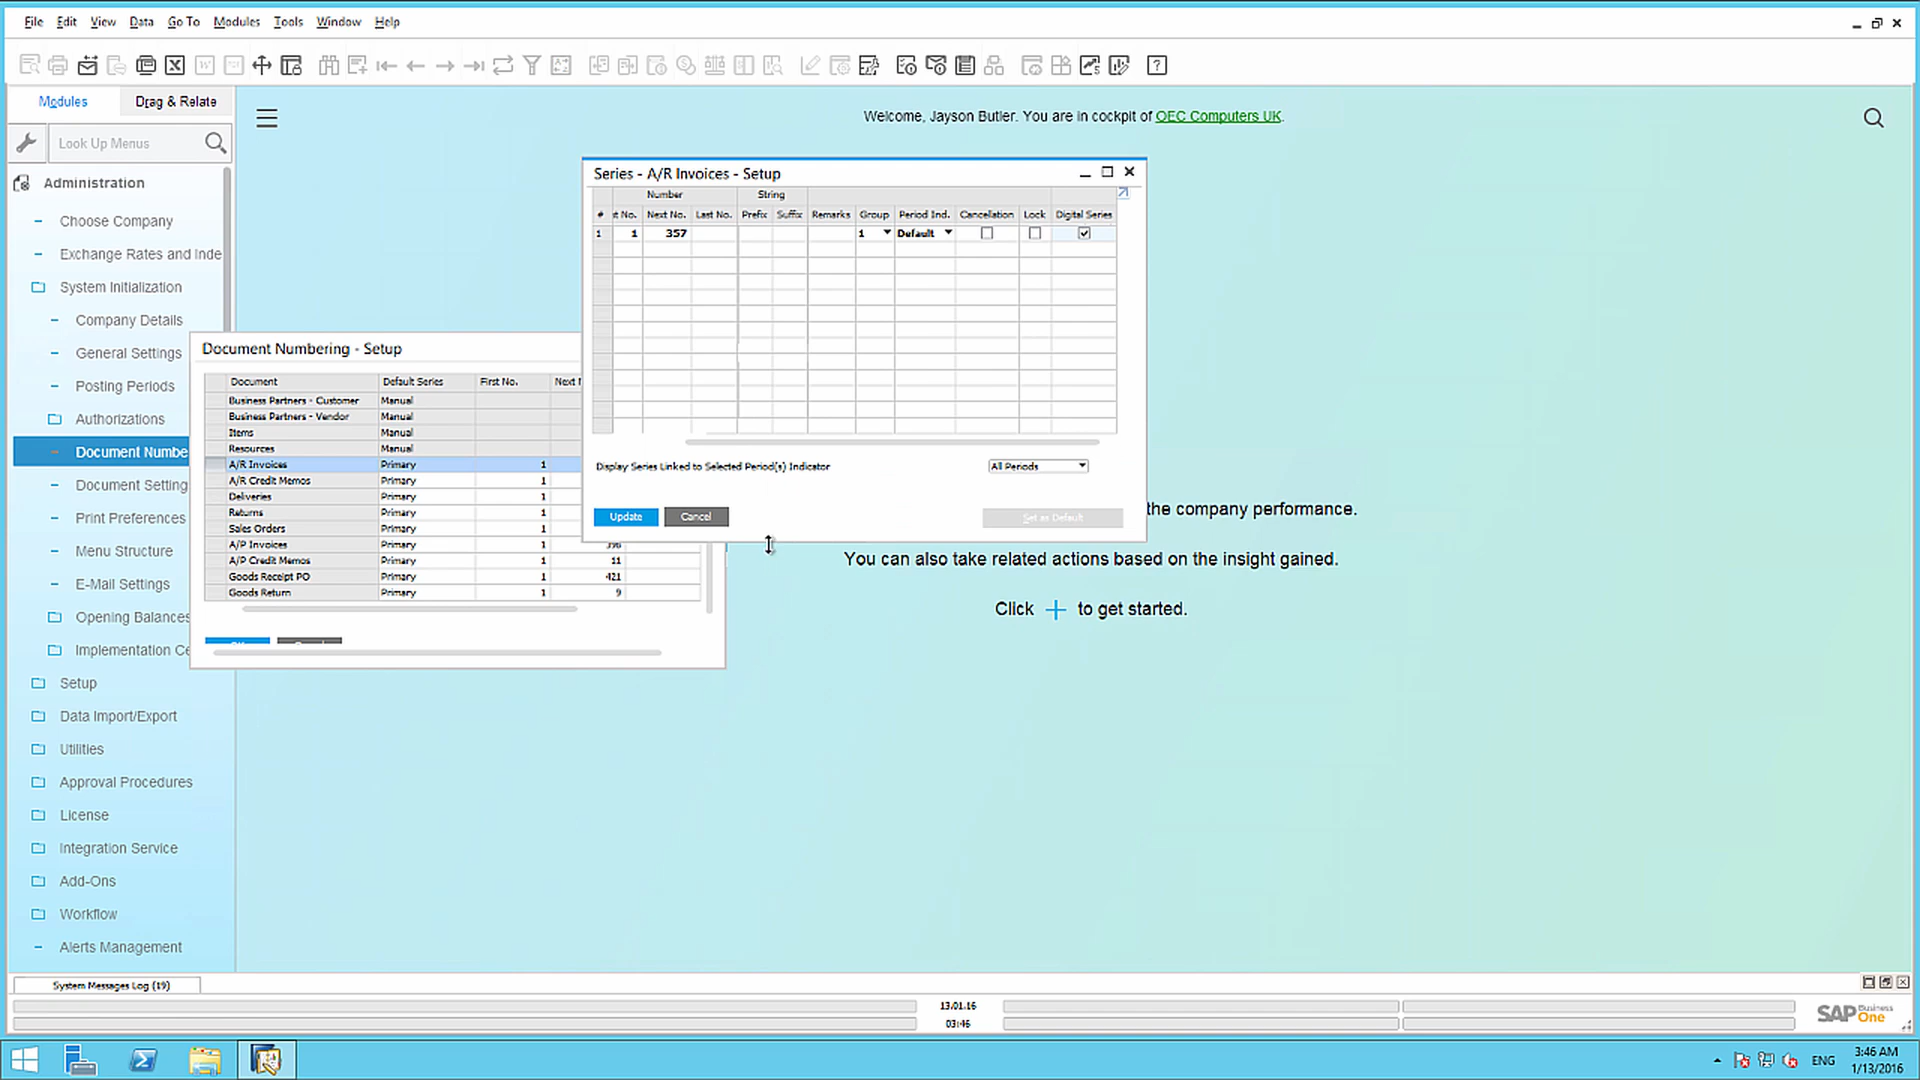 File Edit View Data Go To Modules Tools Window Help
Modules Drag & Relate
Look Up Menus
Welcome, Jayson Butler. You are in cockpit of OEC Computers UK.
Administration
Choose Company
Exchange Rates and Inde
System Initialization
Company Details
General Settings
Posting Periods
Authorizations
Document Numbe
Document Setting
Print Preferences
Menu Structure
E-Mail Settings
Opening Balances
Implementation Ce
Setup
Data Import/Export
Utilities
Approval Procedures
License
Integration Service
Add-Ons
Workflow
Alerts Management
Series - A/R Invoices - Setup
Number String
# t No. Next No. Last No. Prefix Suffix Remarks Group Period Ind. Cancellation Lock Digital Series
1 1 357 1 Default
Display Series Linked to Selected Period(s) Indicator All Periods
Update Cancel Set as Default
Document Numbering - Setup
Document Default Series First No. Next N
Business Partners - Customer Manual
Business Partners - Vendor Manual
Items Manual
Resources Manual
A/R Invoices Primary 1
A/R Credit Memos Primary 1
Deliveries Primary 1
Returns Primary 1
Sales Orders Primary 1
A/P Invoices Primary 1
A/P Credit Memos Primary 1 11
Goods Receipt PO Primary 1 421
Goods Return Primary 1 9
the company performance.
You can also take related actions based on the insight gained.
Click + to get started.
System Messages Log (19)
13.01.16
03:46
SAP Business One
ENG
3:46 AM
1/13/2016